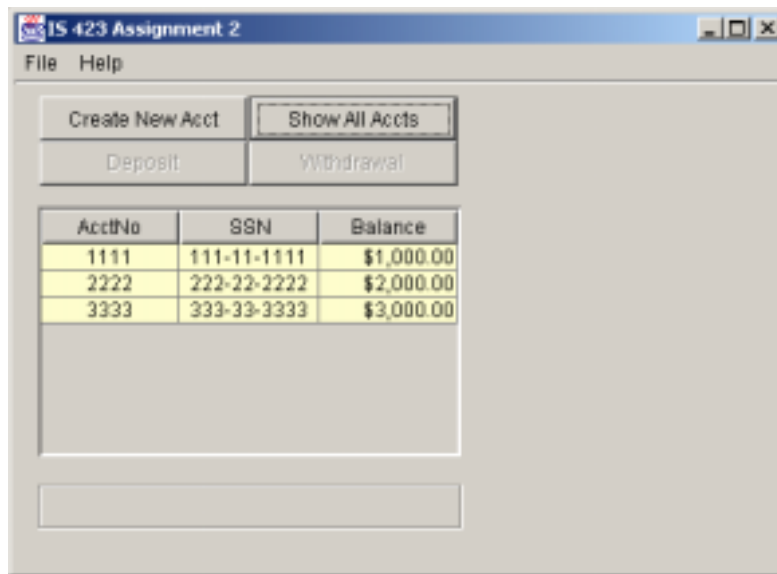 IS 423 Assignment 2
File Help
Create New Acct Show All Accts
Deposit Withdrawal
AcctNo SSN Balance
1111 111-11-1111 $1,000.00
2222 222-22-2222 $2,000.00
3333 333-33-3333 $3,000.00